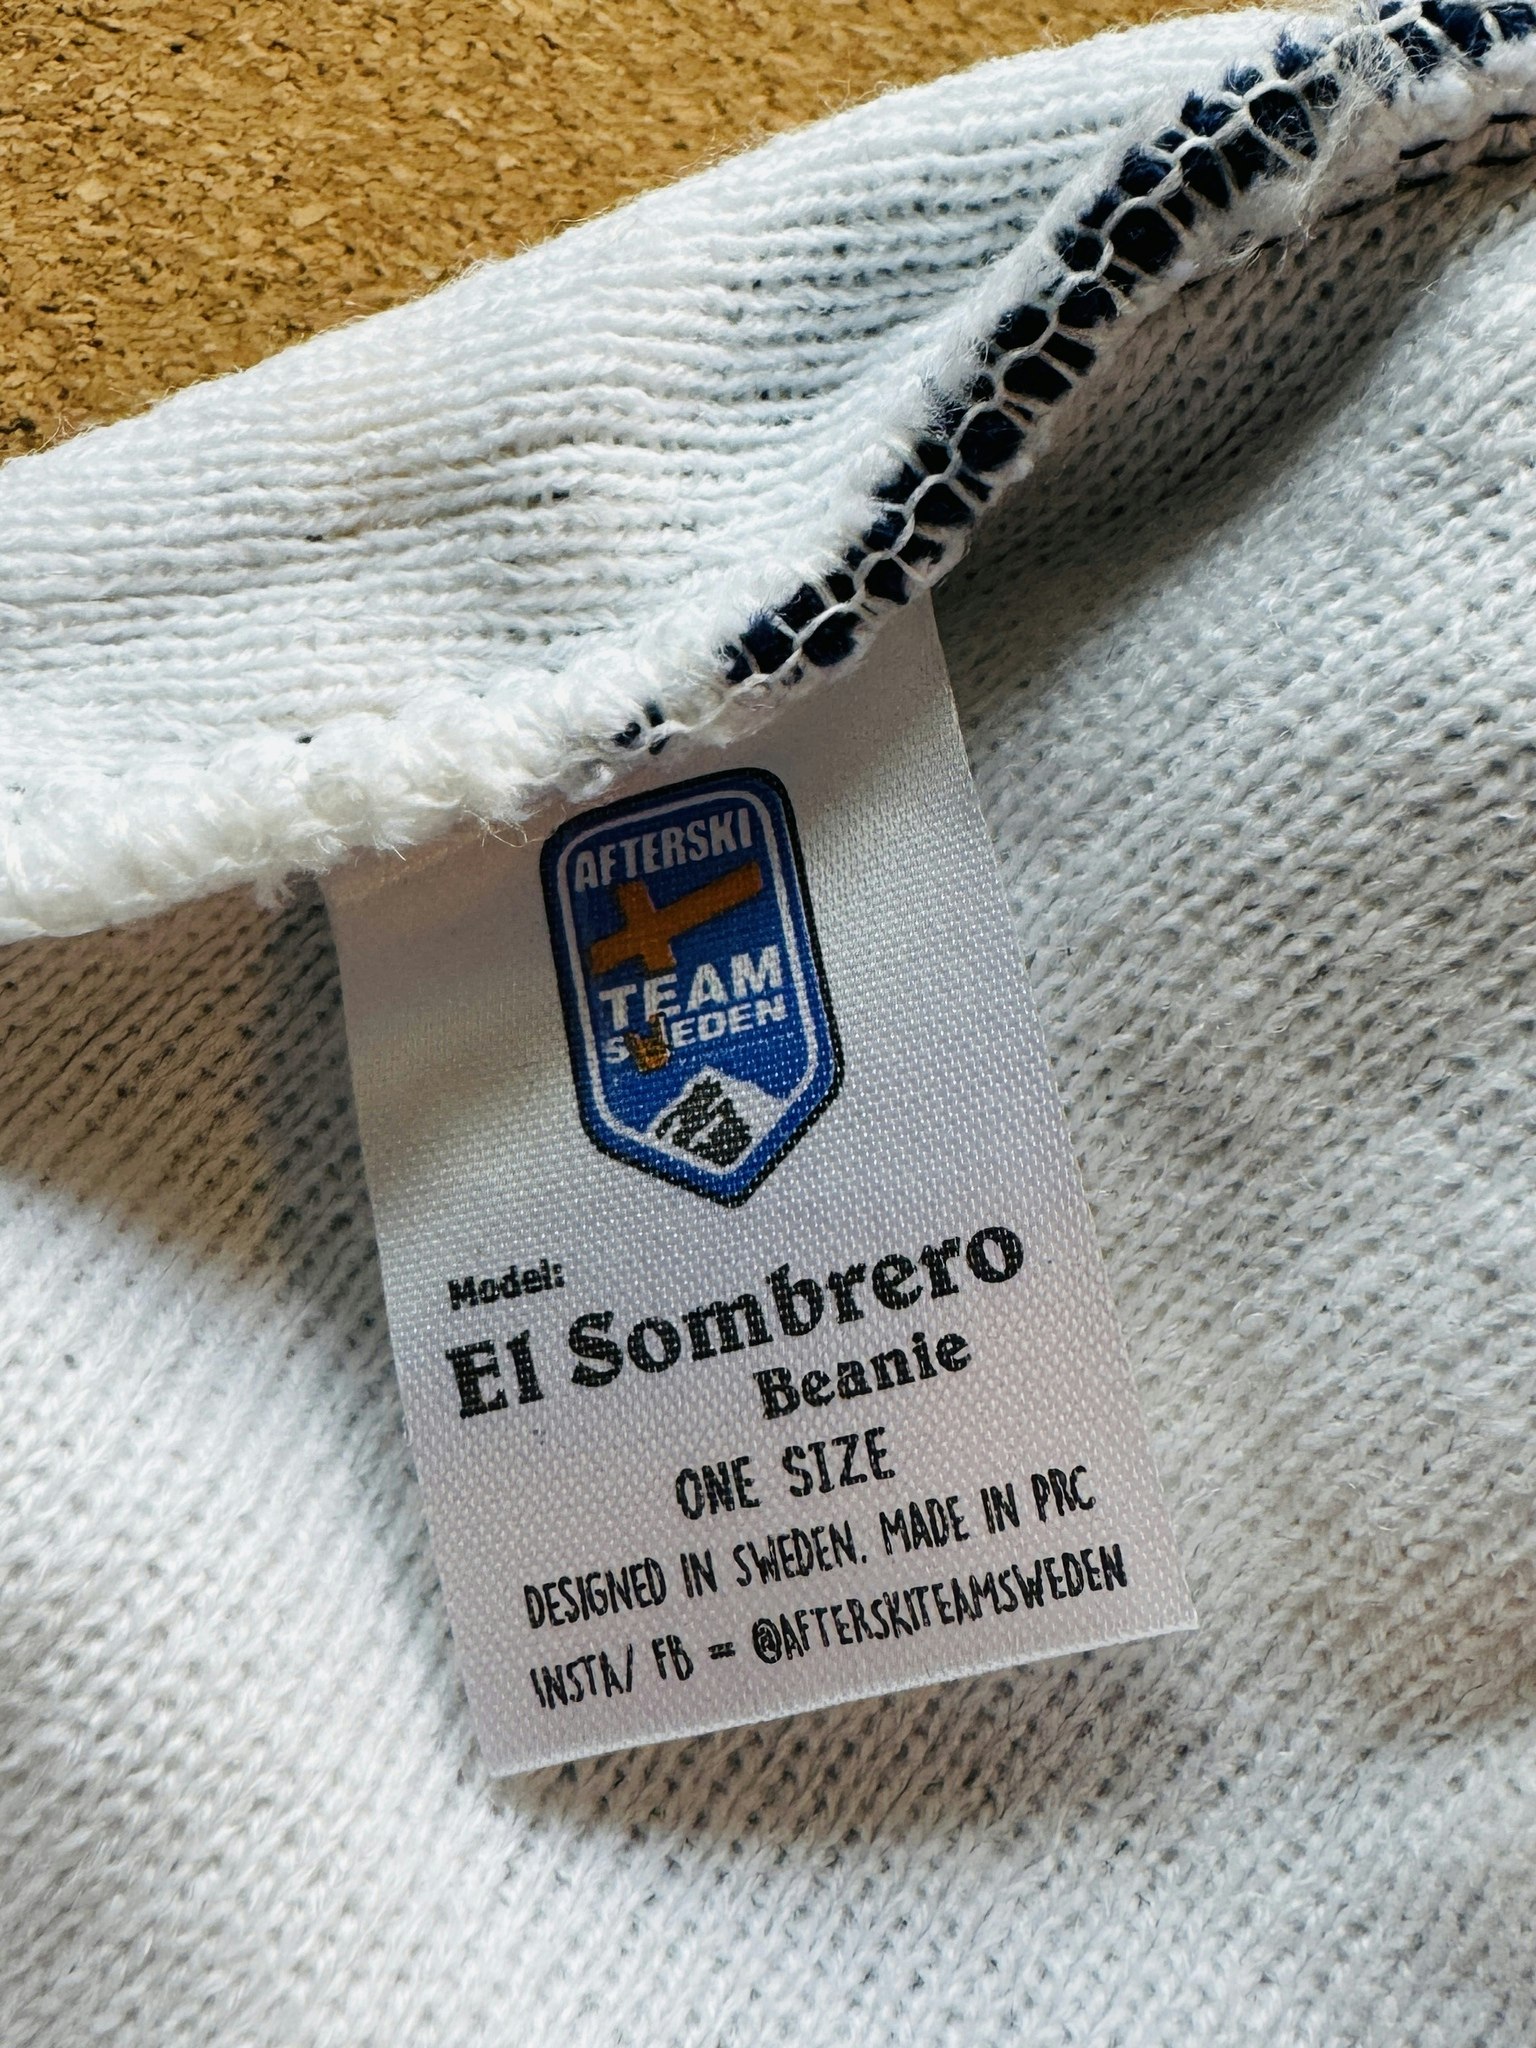 AFTERSKI
TEAM
SWEDEN
Model:
El Sombrero
Beanie
ONE SIZE
DESIGNED IN SWEDEN. MADE IN PRC
INSTA/ FB = @AFTERSKITEAMSWEDEN